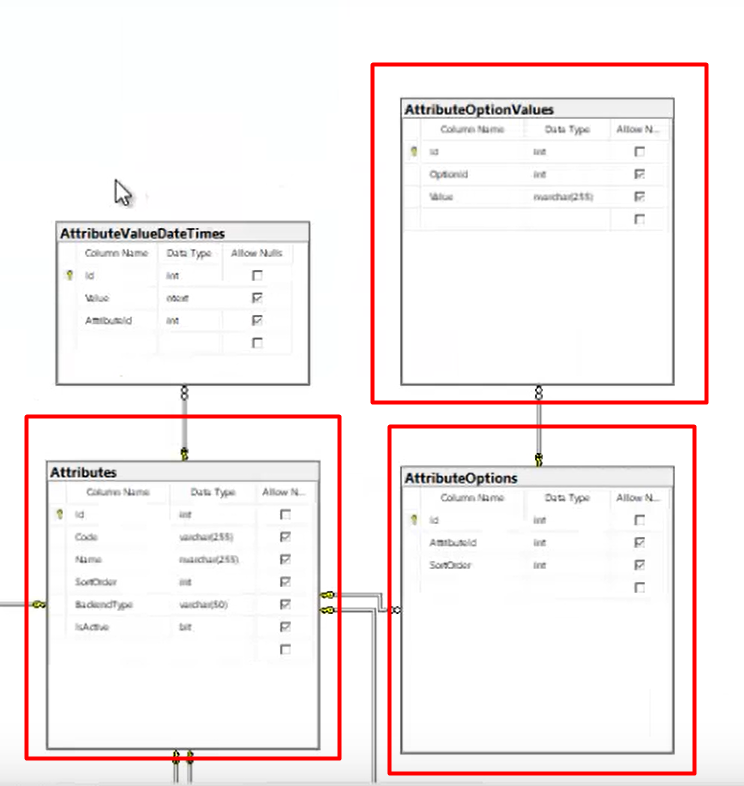 AttributeOptionValues
Column Name Data Type Allow N...
Id int
OptionId int
Value nvarchar(255)
AttributeValueDateTimes
Column Name Data Type Allow Nulls
Id int
Value ntext
AttributeId int
Attributes
Column Name Data Type Allow N...
Id int
Code varchar(255)
Name nvarchar(255)
SortOrder int
BackendType varchar(50)
IsActive bit
AttributeOptions
Column Name Data Type Allow N...
Id int
AttributeId int
SortOrder int